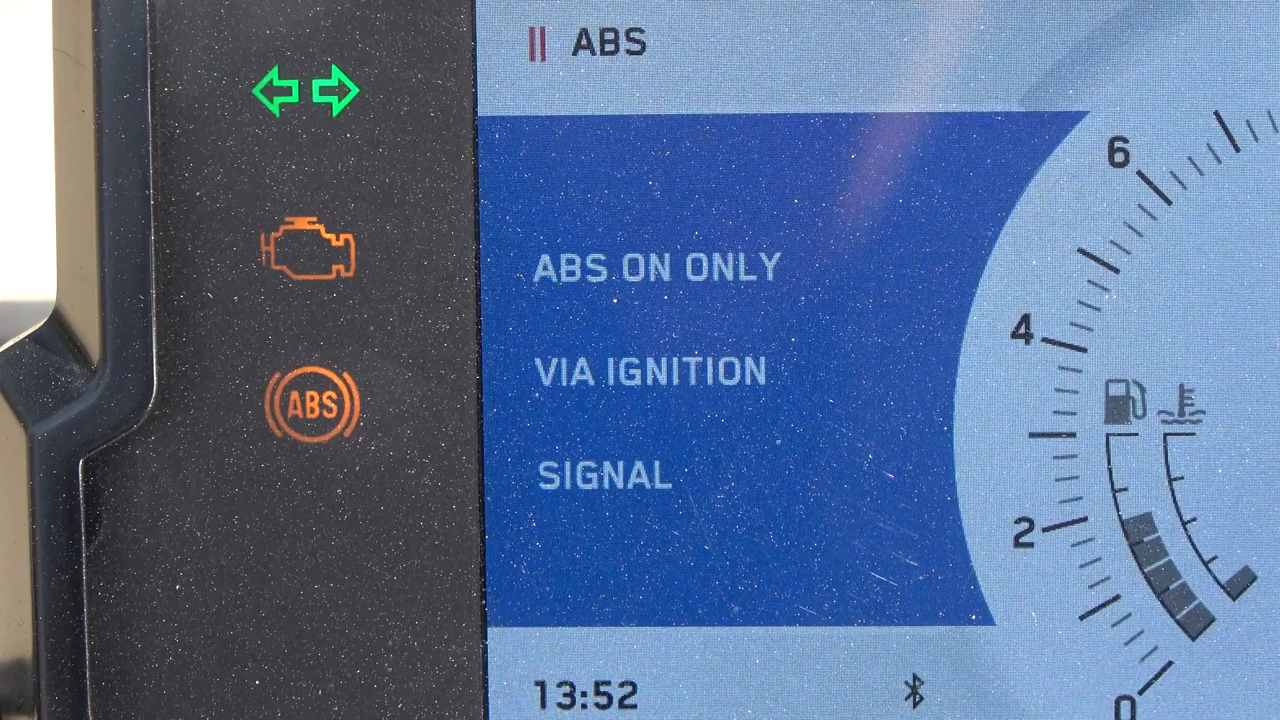 ABS
6
ABS ON ONLY
4
VIA IGNITION
ABS
SIGNAL
2
13:52
0